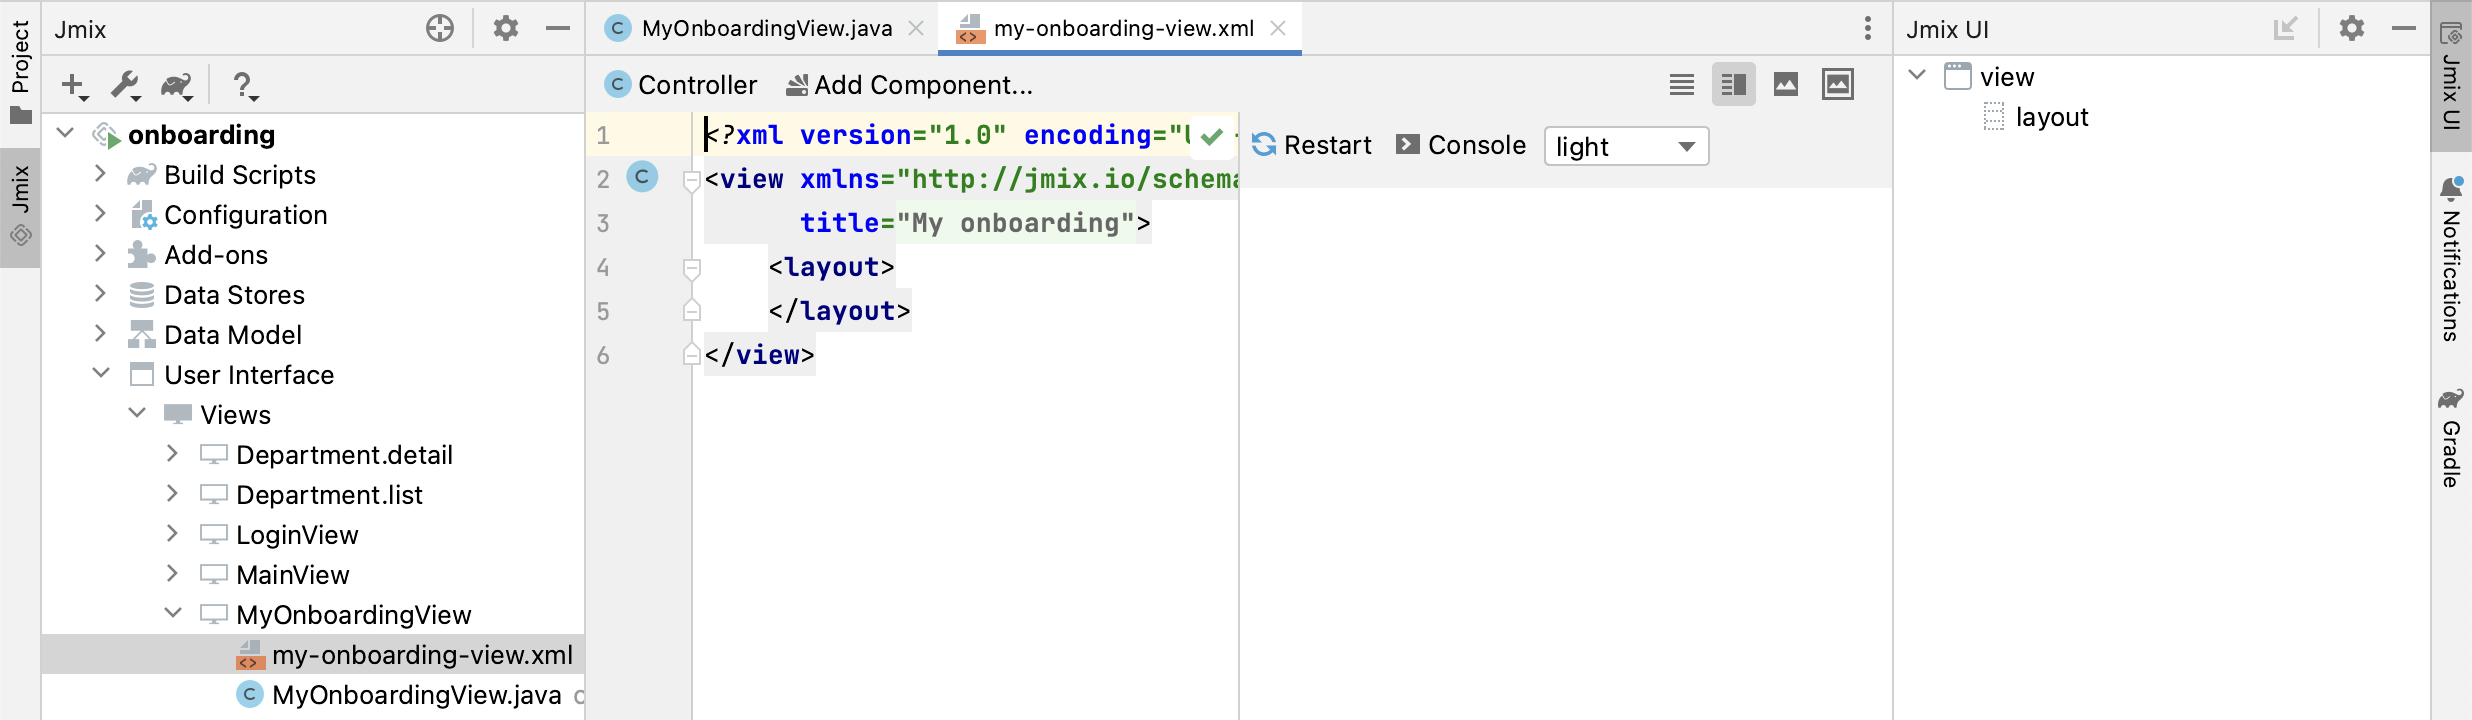 Project
Jmix
Jmix
onboarding
Build Scripts
Configuration
Add-ons
Data Stores
Data Model
User Interface
Views
Department.detail
Department.list
LoginView
MainView
MyOnboardingView
my-onboarding-view.xml
MyOnboardingView.java
MyOnboardingView.java
my-onboarding-view.xml
Controller
Add Component...
1 <?xml version="1.0" encoding="
2 <view xmlns="http://jmix.io/schema
3 title="My onboarding">
4 <layout>
5 </layout>
6 </view>
Restart
Console
light
Jmix UI
view
layout
Jmix UI
Notifications
Gradle